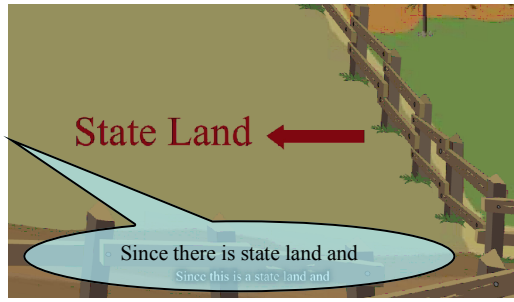 State Land
Since there is state land and
Since this is a state land and